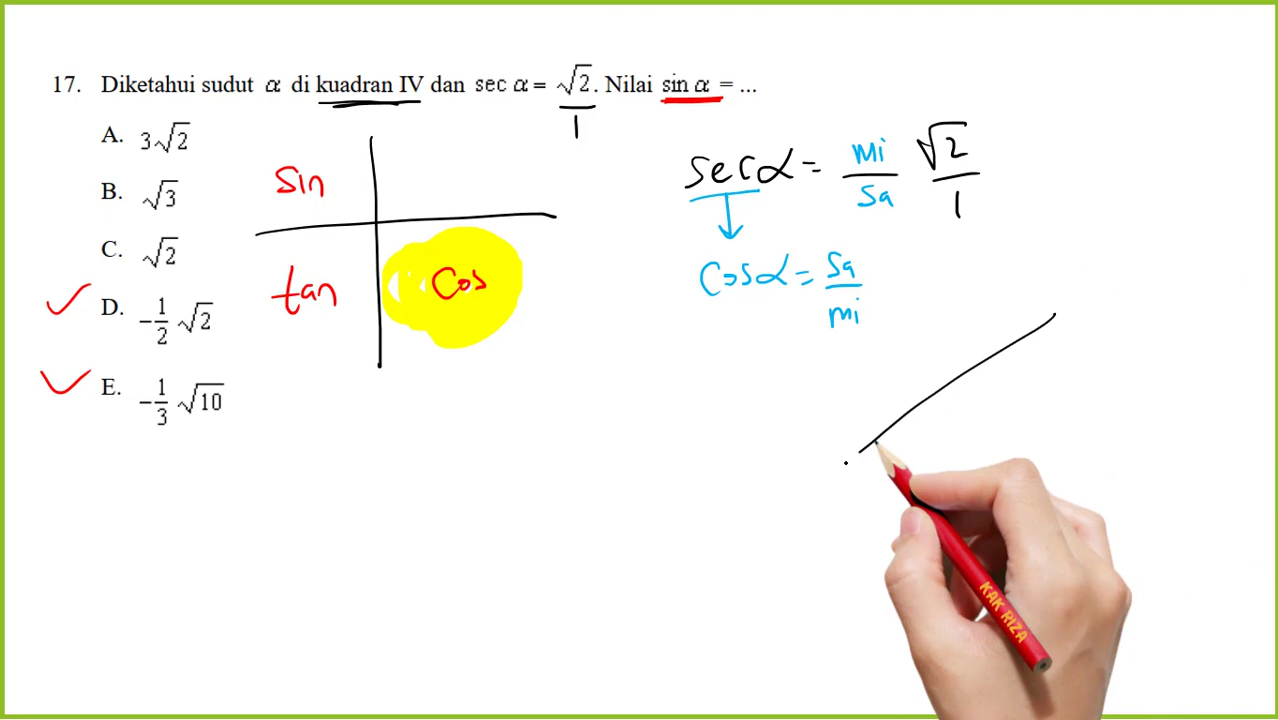 17. Diketahui sudut α di kuadran IV dan sec α = √2. Nilai sin α = ...
1
A. 3√2
B. √3
C. √2
D. -1/2 √2
E. -1/3 √10
sin
tan
Cos
secα = mi/sa √2/1
Cosα = sa/mi
KAK RIZA